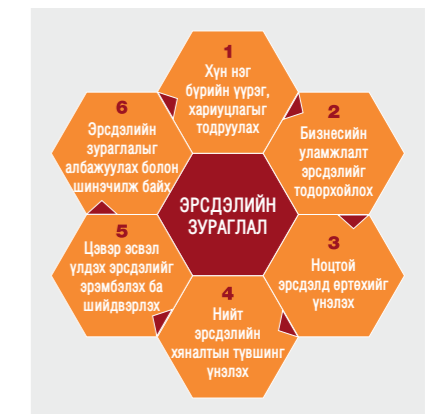 1
Хүн нэг
бүрийн үүрэг,
хариуцлагыг
тодруулах
2
Бизнесийн
уламжлалт
эрсдэлийг
тодорхойлох
3
Ноцтой
эрсдэлд өртөхийг
үнэлэх
4
Нийт
эрсдэлийн
хяналтын түвшинг
үнэлэх
5
Цэвэр эсвэл
үлдэх эрсдэлийг
эрэмбэлэх ба
шийдвэрлэх
6
Эрсдэлийн
зураглалыг
албажуулах болон
шинэчилж байх
ЭРСДЭЛИЙН
ЗУРАГЛАЛ